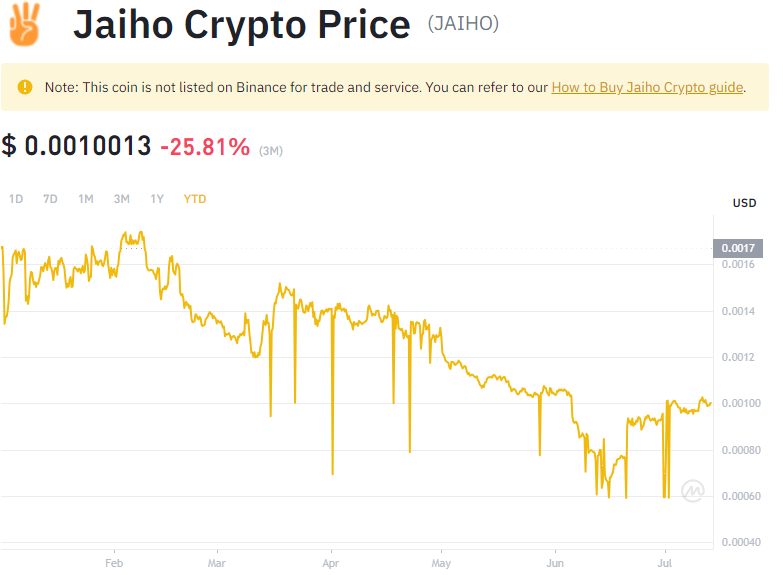 Jaiho Crypto Price (JAIHO)
Note: This coin is not listed on Binance for trade and service. You can refer to our How to Buy Jaiho Crypto guide.
$ 0.0010013 -25.81% (3M)
1D 7D 1M 3M 1Y YTD
USD
0.0017
0.0016
0.0014
0.0012
0.00100
0.00080
0.00060
0.00040
Feb Mar Apr May Jun Jul